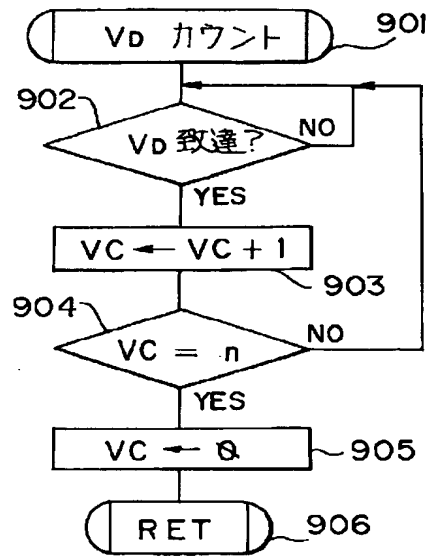 VD カウント
901
902
VD 致達?
NO
YES
VC ← VC + 1
903
904
VC = n
NO
YES
VC ← 0
905
RET
906